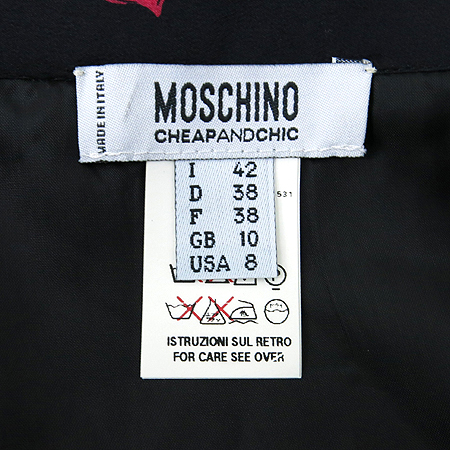 MADE IN ITALY
MOSCHINO
CHEAPANDCHIC
I 42
D 38
F 38
GB 10
USA 8
531
ISTRUZIONI SUL RETRO
FOR CARE SEE OVER